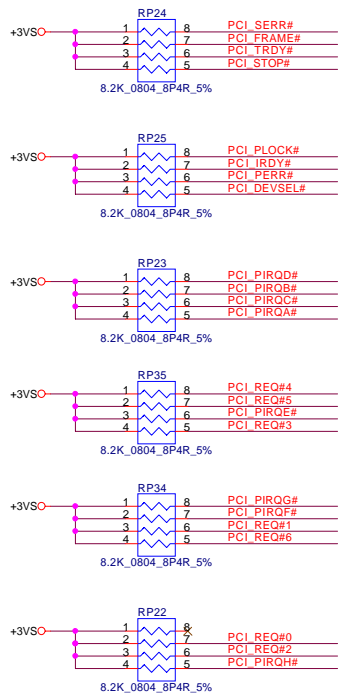 RP24
+3VS 1 8 PCI_SERR#
2 7 PCI_FRAME#
3 6 PCI_TRDY#
4 5 PCI_STOP#
8.2K_0804_8P4R_5%
RP25
+3VS 1 8 PCI_PLOCK#
2 7 PCI_IRDY#
3 6 PCI_PERR#
4 5 PCI_DEVSEL#
8.2K_0804_8P4R_5%
RP23
+3VS 1 8 PCI_PIRQD#
2 7 PCI_PIRQB#
3 6 PCI_PIRQC#
4 5 PCI_PIRQA#
8.2K_0804_8P4R_5%
RP35
+3VS 1 8 PCI_REQ#4
2 7 PCI_REQ#5
3 6 PCI_PIRQE#
4 5 PCI_REQ#3
8.2K_0804_8P4R_5%
RP34
+3VS 1 8 PCI_PIRQG#
2 7 PCI_PIRQF#
3 6 PCI_REQ#1
4 5 PCI_REQ#6
8.2K_0804_8P4R_5%
RP22
+3VS 1 8
2 7 PCI_REQ#0
3 6 PCI_REQ#2
4 5 PCI_PIRQH#
8.2K_0804_8P4R_5%